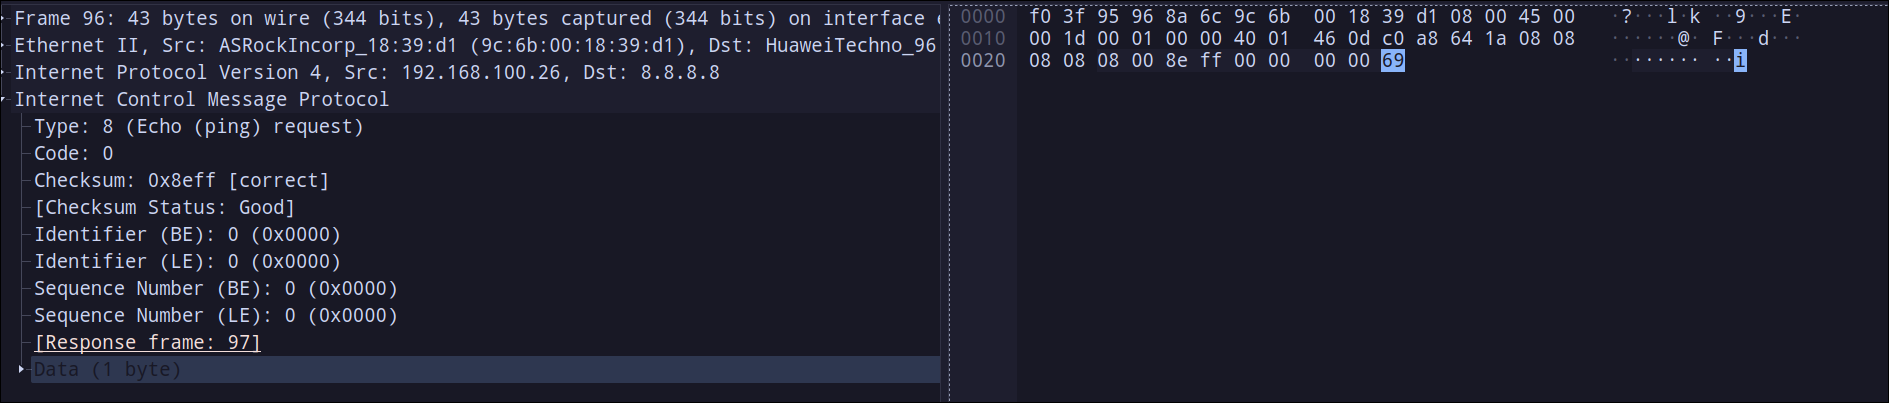 Frame 96: 43 bytes on wire (344 bits), 43 bytes captured (344 bits) on interface
Ethernet II, Src: ASRockIncorp_18:39:d1 (9c:6b:00:18:39:d1), Dst: HuaweiTechno_96
Internet Protocol Version 4, Src: 192.168.100.26, Dst: 8.8.8.8
Internet Control Message Protocol
Type: 8 (Echo (ping) request)
Code: 0
Checksum: 0x8eff [correct]
[Checksum Status: Good]
Identifier (BE): 0 (0x0000)
Identifier (LE): 0 (0x0000)
Sequence Number (BE): 0 (0x0000)
Sequence Number (LE): 0 (0x0000)
[Response frame: 97]
Data (1 byte)
0000 f0 3f 95 96 8a 6c 9c 6b 00 18 39 d1 08 00 45 00 ·?···l·k ··9···E·
0010 00 1d 00 01 00 00 40 01 46 0d c0 a8 64 1a 08 08 ······@· F···d···
0020 08 08 08 00 8e ff 00 00 00 00 69 ········ ··i